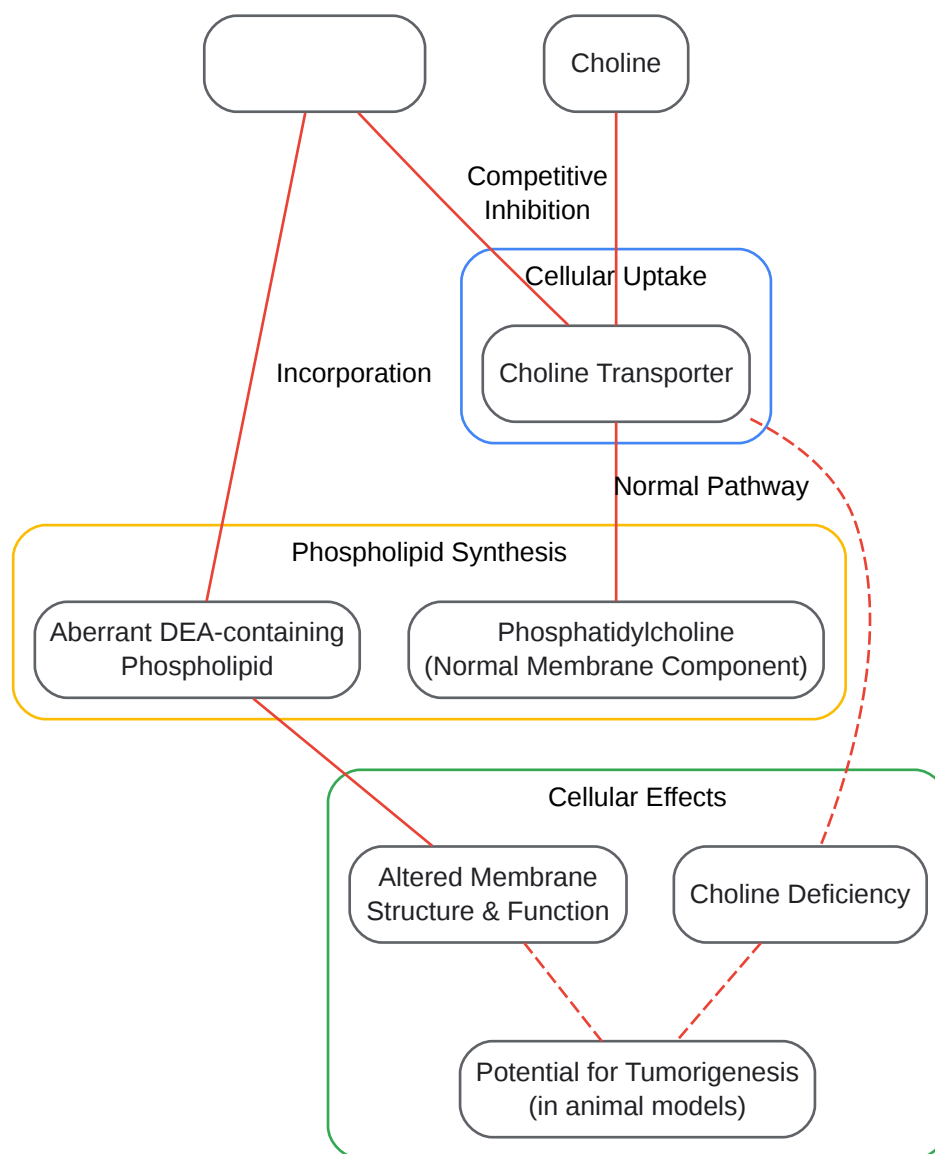 Choline
Competitive
Inhibition
Cellular Uptake
Incorporation
Choline Transporter
Normal Pathway
Phospholipid Synthesis
Aberrant DEA-containing
Phospholipid
Phosphatidylcholine
(Normal Membrane Component)
Cellular Effects
Altered Membrane
Structure & Function
Choline Deficiency
Potential for Tumorigenesis
(in animal models)